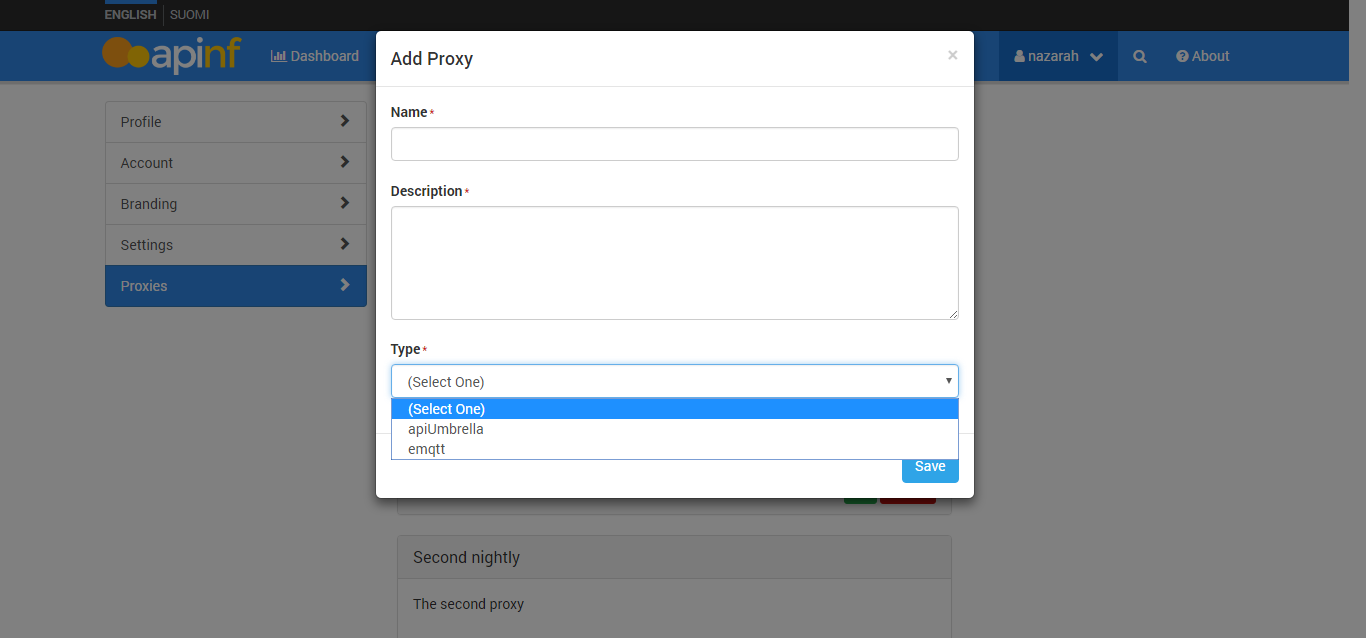 ENGLISH SUOMI
apinf Dashboard nazarah About
Add Proxy ×
Profile
Account
Branding
Settings
Proxies
Name*
Description*
Type*
(Select One)
(Select One)
apiUmbrella
emqtt
Save
Second nightly
The second proxy